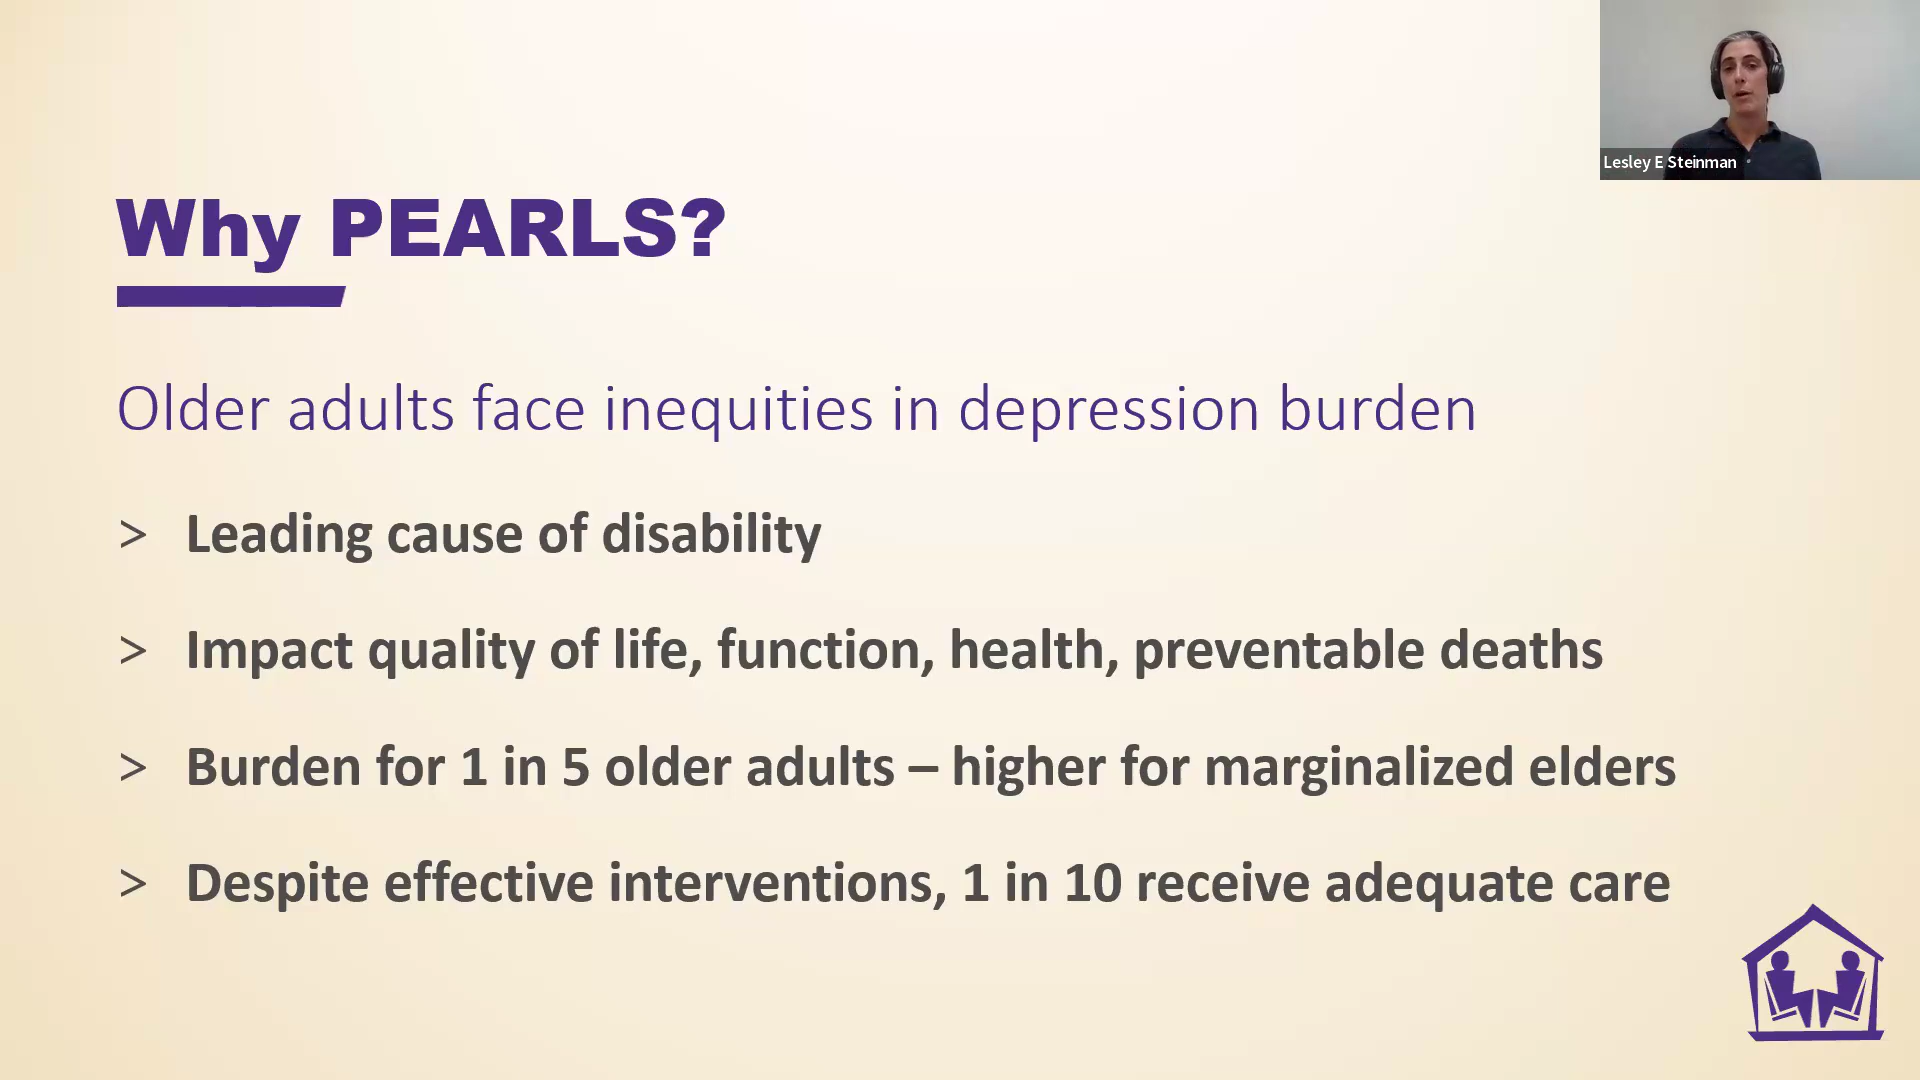 Lesley E Steinman
Why PEARLS?
Older adults face inequities in depression burden
> Leading cause of disability
> Impact quality of life, function, health, preventable deaths
> Burden for 1 in 5 older adults – higher for marginalized elders
> Despite effective interventions, 1 in 10 receive adequate care